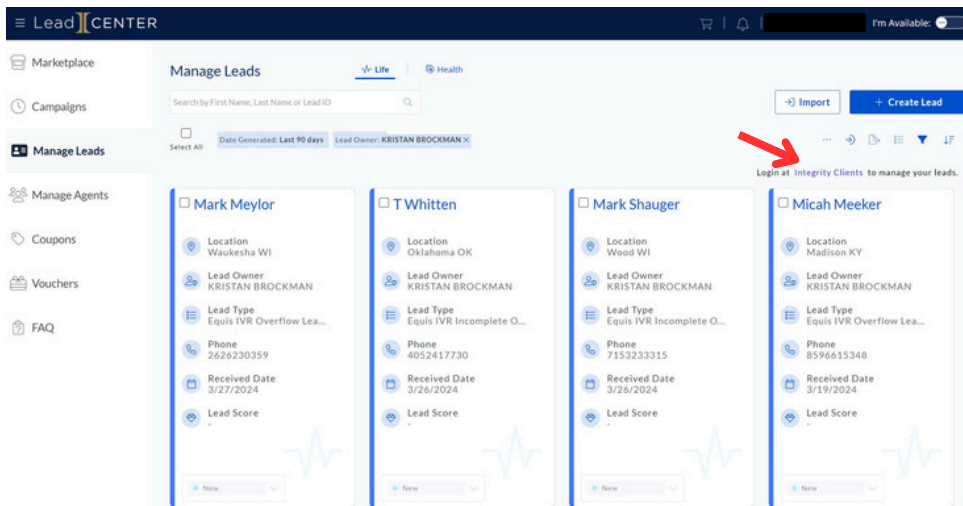 Lead CENTER
I'm Available:
Marketplace
Campaigns
Manage Leads
Manage Agents
Coupons
Vouchers
FAQ
Manage Leads
Life
Health
Search by First Name, Last Name or Lead ID
Import
+ Create Lead
Select All
Date Generated: Last 90 days
Lead Owner: KRISTAN BROCKMAN ×
Login at Integrity Clients to manage your leads.
Mark Meylor
Location
Waukesha WI
Lead Owner
KRISTAN BROCKMAN
Lead Type
Equis IVR Overflow Lea...
Phone
2626230359
Received Date
3/27/2024
Lead Score
-
New
T Whitten
Location
Oklahoma OK
Lead Owner
KRISTAN BROCKMAN
Lead Type
Equis IVR Incomplete O...
Phone
4052417730
Received Date
3/26/2024
Lead Score
-
New
Mark Shauger
Location
Wood WI
Lead Owner
KRISTAN BROCKMAN
Lead Type
Equis IVR Incomplete O...
Phone
7153233315
Received Date
3/26/2024
Lead Score
-
New
Micah Meeker
Location
Madison KY
Lead Owner
KRISTAN BROCKMAN
Lead Type
Equis IVR Overflow Lea...
Phone
8596615348
Received Date
3/19/2024
Lead Score
-
New